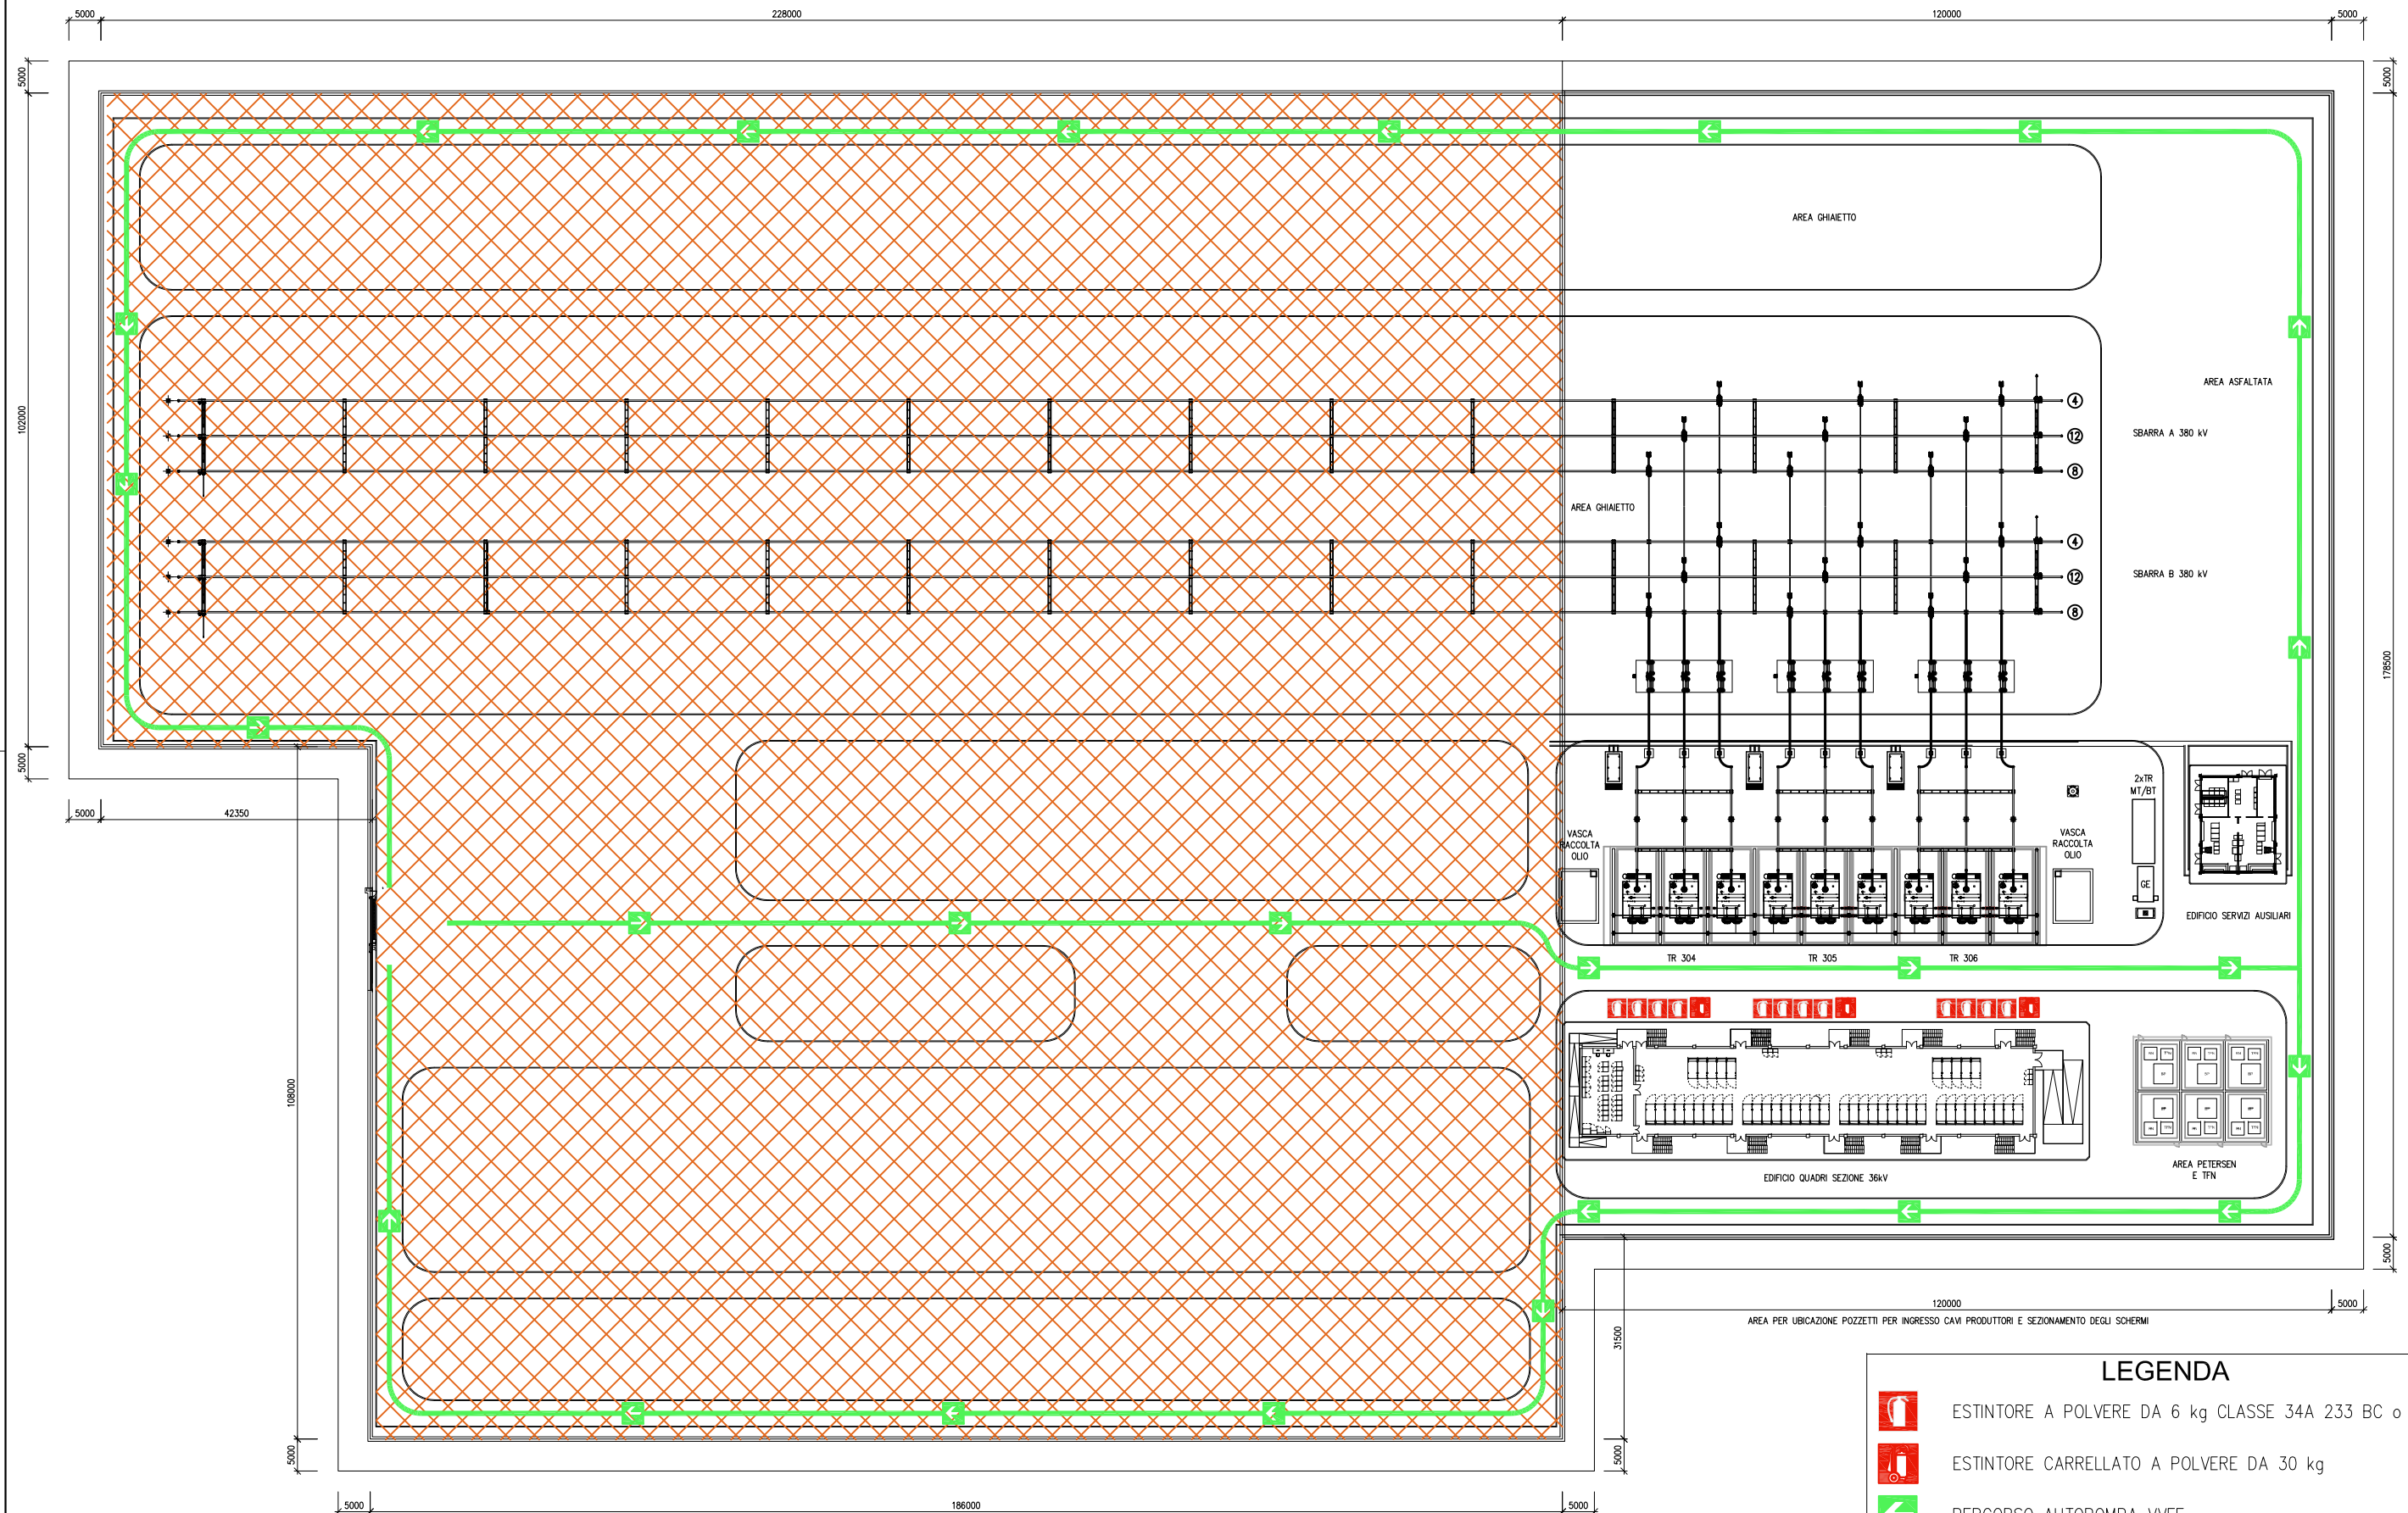 5000
228000
120000
5000
5000
5000
AREA GHIAIETTO
102000
178500
AREA ASFALTATA
4
SBARRA A 380 kV
12
8
AREA GHIAIETTO
4
SBARRA B 380 kV
12
8
5000
5000
42350
2xTR
MT/BT
VASCA
RACCOLTA
OLIO
VASCA
RACCOLTA
OLIO
GE
EDIFICIO SERVIZI AUSILIARI
TR 304
TR 305
TR 306
108000
AREA PETERSEN
E TFN
EDIFICIO QUADRI SEZIONE 36kV
5000
120000
5000
AREA PER UBICAZIONE POZZETTI PER INGRESSO CAVI PRODUTTORI E SEZIONAMENTO DEGLI SCHERMI
31500
LEGENDA
ESTINTORE A POLVERE DA 6 kg CLASSE 34A 233 BC o
5000
5000
ESTINTORE CARRELLATO A POLVERE DA 30 kg
5000
186000
5000
PERCORSO AUTOPOMPA VVFF